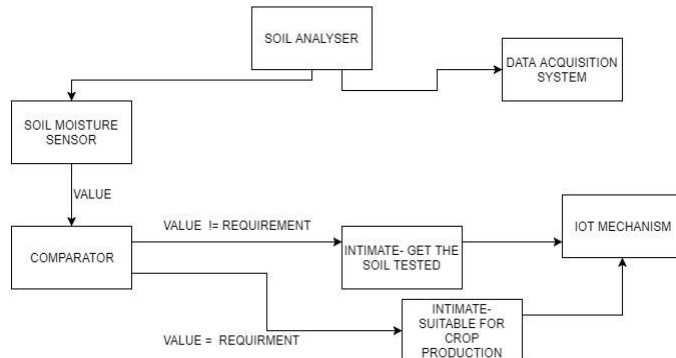 SOIL ANALYSER
DATA ACQUISITION
SYSTEM
SOIL MOISTURE
SENSOR
VALUE
VALUE != REQUIREMENT
IOT MECHANISM
COMPARATOR
INTIMATE- GET THE
SOIL TESTED
INTIMATE-
SUITABLE FOR
CROP
PRODUCTION
VALUE = REQUIRMENT